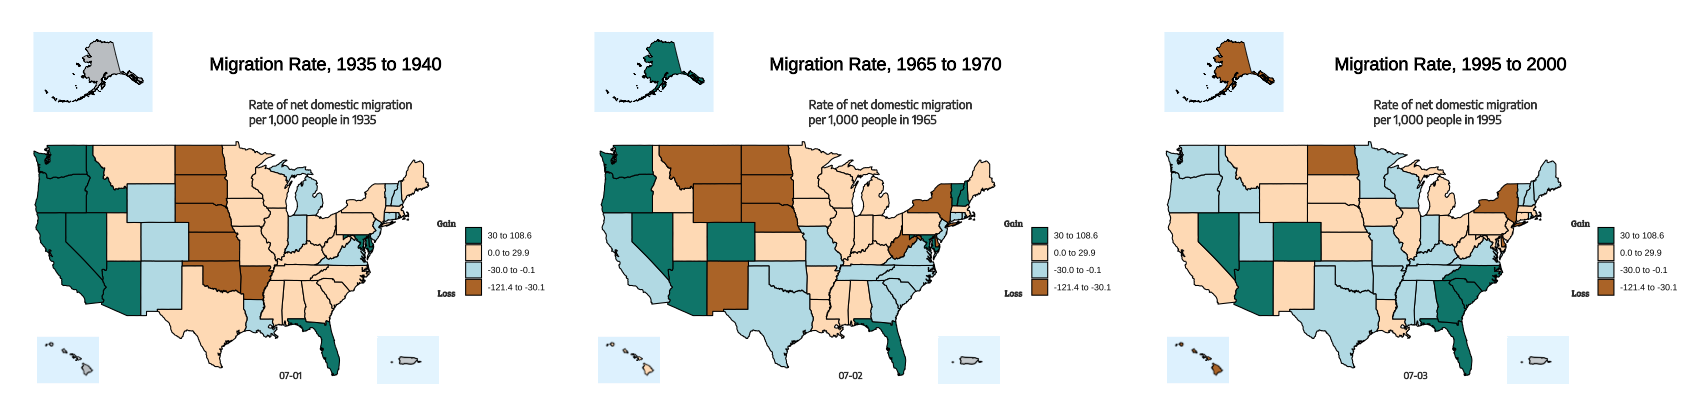 Migration Rate, 1935 to 1940
Rate of net domestic migration
per 1,000 people in 1935
Gain
30 to 108.6
0.0 to 29.9
-30.0 to -0.1
-121.4 to -30.1
Loss
07-01
Migration Rate, 1965 to 1970
Rate of net domestic migration
per 1,000 people in 1965
Gain
30 to 108.6
0.0 to 29.9
-30.0 to -0.1
-121.4 to -30.1
Loss
07-02
Migration Rate, 1995 to 2000
Rate of net domestic migration
per 1,000 people in 1995
Gain
30 to 108.6
0.0 to 29.9
-30.0 to -0.1
-121.4 to -30.1
Loss
07-03